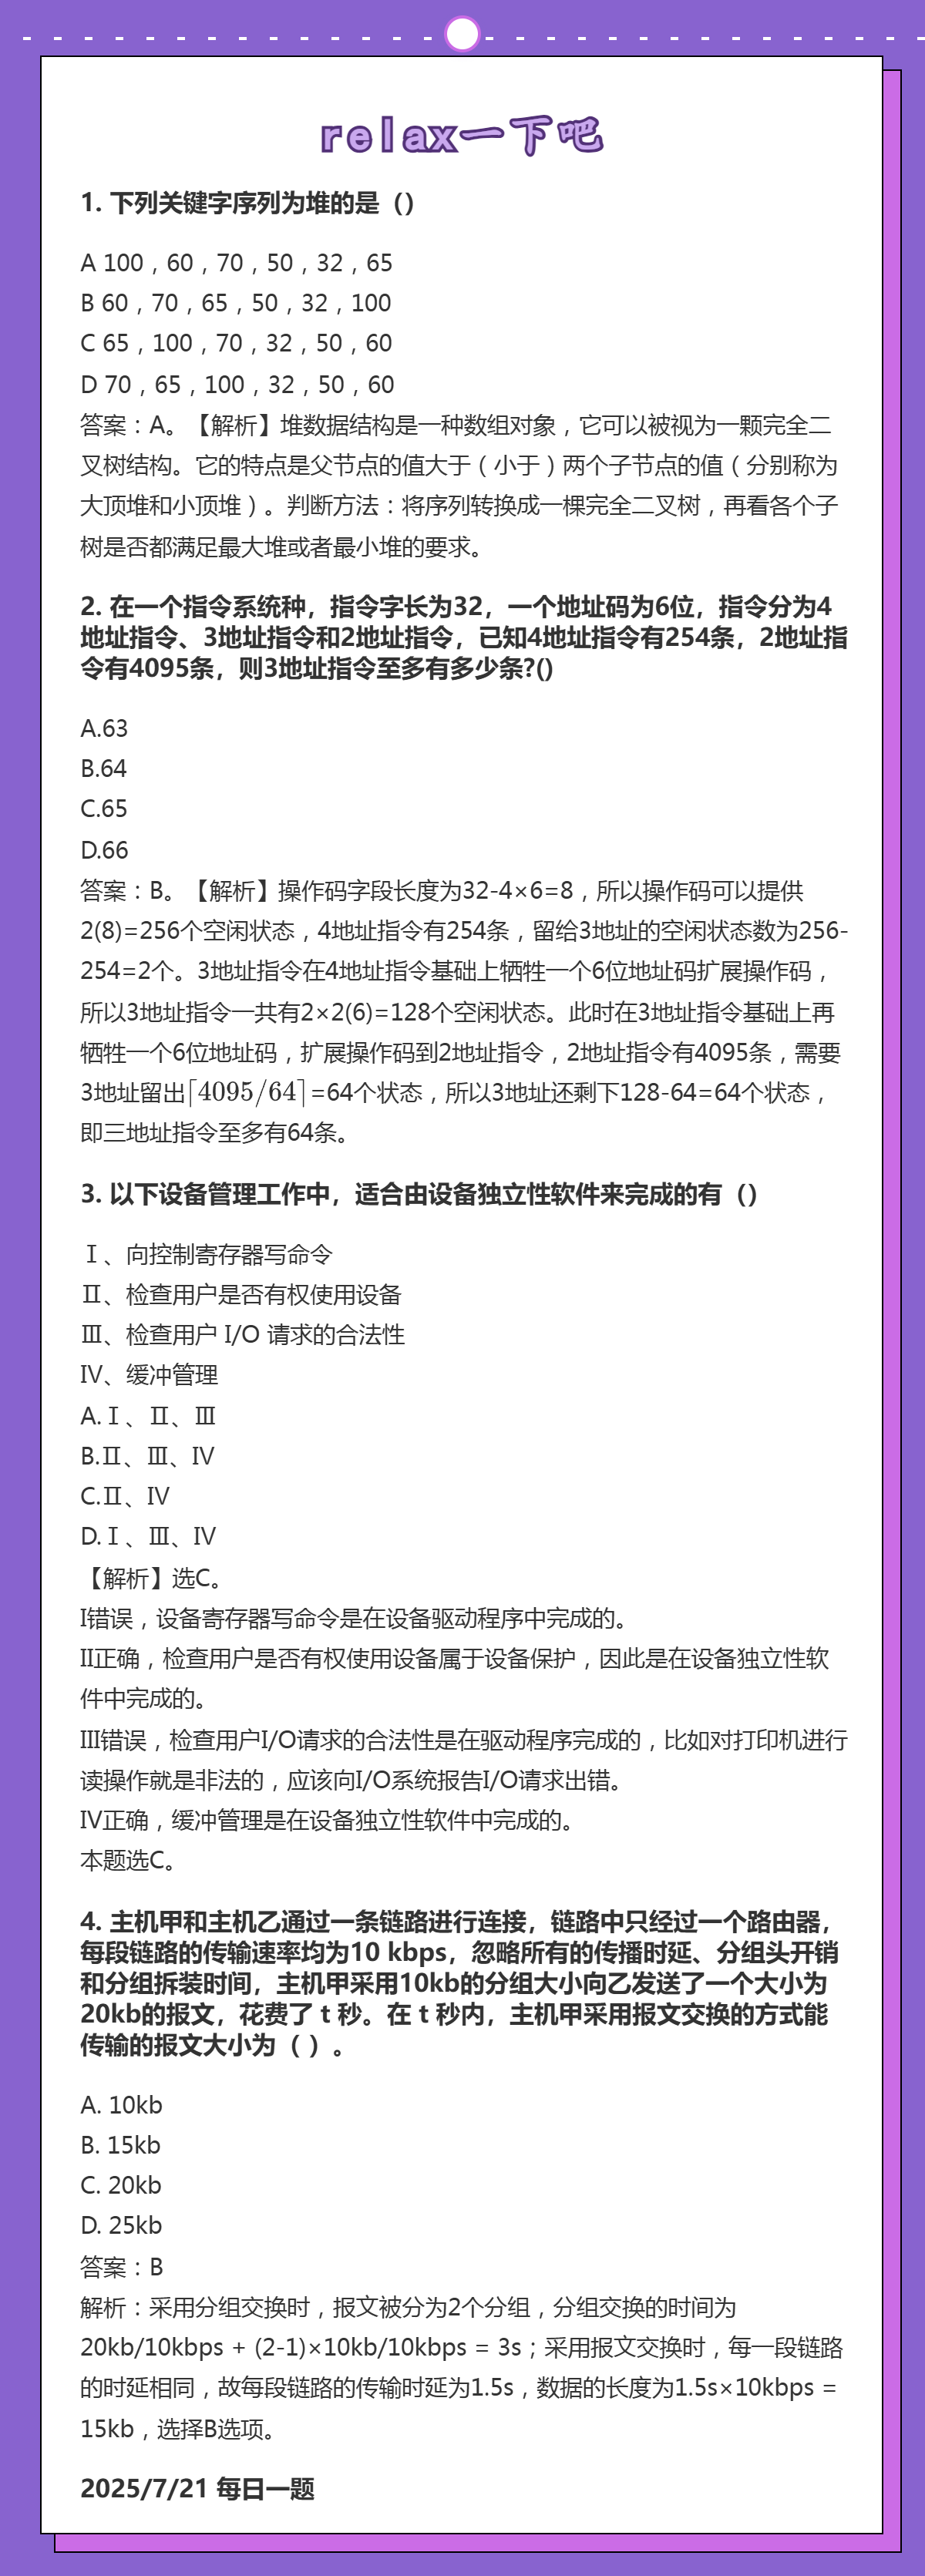 relax一下吧
1. 下列关键字序列为堆的是（）
A 100，60，70，50，32，65
B 60，70，65，50，32，100
C 65，100，70，32，50，60
D 70，65，100，32，50，60
答案：A。【解析】堆数据结构是一种数组对象，它可以被视为一颗完全二
叉树结构。它的特点是父节点的值大于（小于）两个子节点的值（分别称为
大顶堆和小顶堆）。判断方法：将序列转换成一棵完全二叉树，再看各个子
树是否都满足最大堆或者最小堆的要求。
2. 在一个指令系统种，指令字长为32，一个地址码为6位，指令分为4
地址指令、3地址指令和2地址指令，已知4地址指令有254条，2地址指
令有4095条，则3地址指令至多有多少条?()
A.63
B.64
C.65
D.66
答案：B。【解析】操作码字段长度为32-4×6=8，所以操作码可以提供
2(8)=256个空闲状态，4地址指令有254条，留给3地址的空闲状态数为256-
254=2个。3地址指令在4地址指令基础上牺牲一个6位地址码扩展操作码，
所以3地址指令一共有2×2(6)=128个空闲状态。此时在3地址指令基础上再
牺牲一个6位地址码，扩展操作码到2地址指令，2地址指令有4095条，需要
3地址留出⌈4095/64⌉=64个状态，所以3地址还剩下128-64=64个状态，
即三地址指令至多有64条。
3. 以下设备管理工作中，适合由设备独立性软件来完成的有（）
Ⅰ、向控制寄存器写命令
Ⅱ、检查用户是否有权使用设备
Ⅲ、检查用户 I/O 请求的合法性
Ⅳ、缓冲管理
A.Ⅰ、Ⅱ、Ⅲ
B.Ⅱ、Ⅲ、Ⅳ
C.Ⅱ、Ⅳ
D.Ⅰ、Ⅲ、Ⅳ
【解析】选C。
I错误，设备寄存器写命令是在设备驱动程序中完成的。
II正确，检查用户是否有权使用设备属于设备保护，因此是在设备独立性软
件中完成的。
III错误，检查用户I/O请求的合法性是在驱动程序完成的，比如对打印机进行
读操作就是非法的，应该向I/O系统报告I/O请求出错。
IV正确，缓冲管理是在设备独立性软件中完成的。
本题选C。
4. 主机甲和主机乙通过一条链路进行连接，链路中只经过一个路由器，
每段链路的传输速率均为10 kbps，忽略所有的传播时延、分组头开销
和分组拆装时间，主机甲采用10kb的分组大小向乙发送了一个大小为
20kb的报文，花费了 t 秒。在 t 秒内，主机甲采用报文交换的方式能
传输的报文大小为（ ）。
A. 10kb
B. 15kb
C. 20kb
D. 25kb
答案：B
解析：采用分组交换时，报文被分为2个分组，分组交换的时间为
20kb/10kbps + (2-1)×10kb/10kbps = 3s；采用报文交换时，每一段链路
的时延相同，故每段链路的传输时延为1.5s，数据的长度为1.5s×10kbps =
15kb，选择B选项。
2025/7/21 每日一题